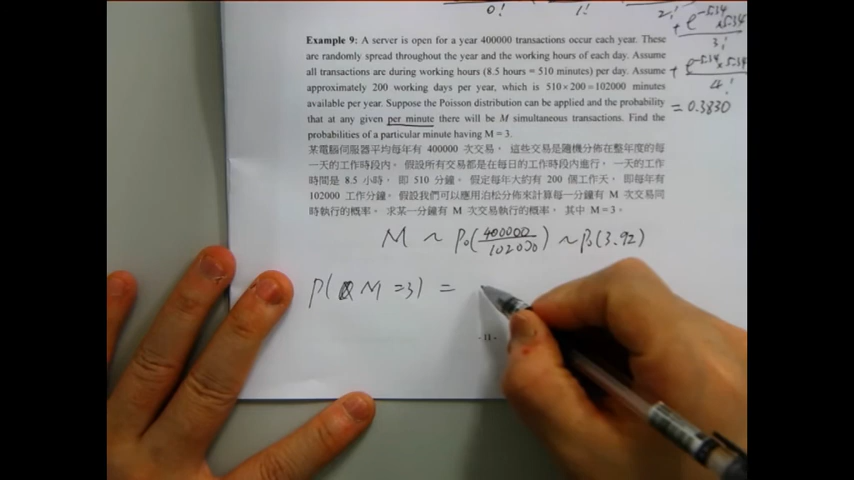 0! 1! 2!
+ e^-5.34 × 5.34
3!
Example 9: A server is open for a year 400000 transactions occur each year. These
are randomly spread throughout the year and the working hours of each day. Assume
all transactions are during working hours (8.5 hours = 510 minutes) per day. Assume
+ e^-5.34 × 5.34
approximately 200 working days per year, which is 510×200=102000 minutes
4!
available per year. Suppose the Poisson distribution can be applied and the probability
= 0.3830
that at any given per minute there will be M simultaneous transactions. Find the
probabilities of a particular minute having M = 3.
某電腦伺服器平均每年有 400000 次交易， 這些交易是隨機分佈在整年度的每
一天的工作時段內。 假設所有交易都是在每日的工作時段內進行， 一天的工作
時間是 8.5 小時， 即 510 分鐘。 假定每年大約有 200 個工作天， 即每年有
102000 工作分鐘。 假設我們可以應用泊松分佈來計算每一分鐘有 M 次交易同
時執行的概率。 求某一分鐘有 M 次交易執行的概率， 其中 M=3。
M ~ Po(400000/102000) ~ Po(3.92)
P( M =3) =
- 11 -